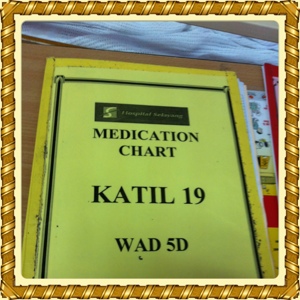 Hospital Selayang
MEDICATION
CHART
KATIL 19
WAD 5D